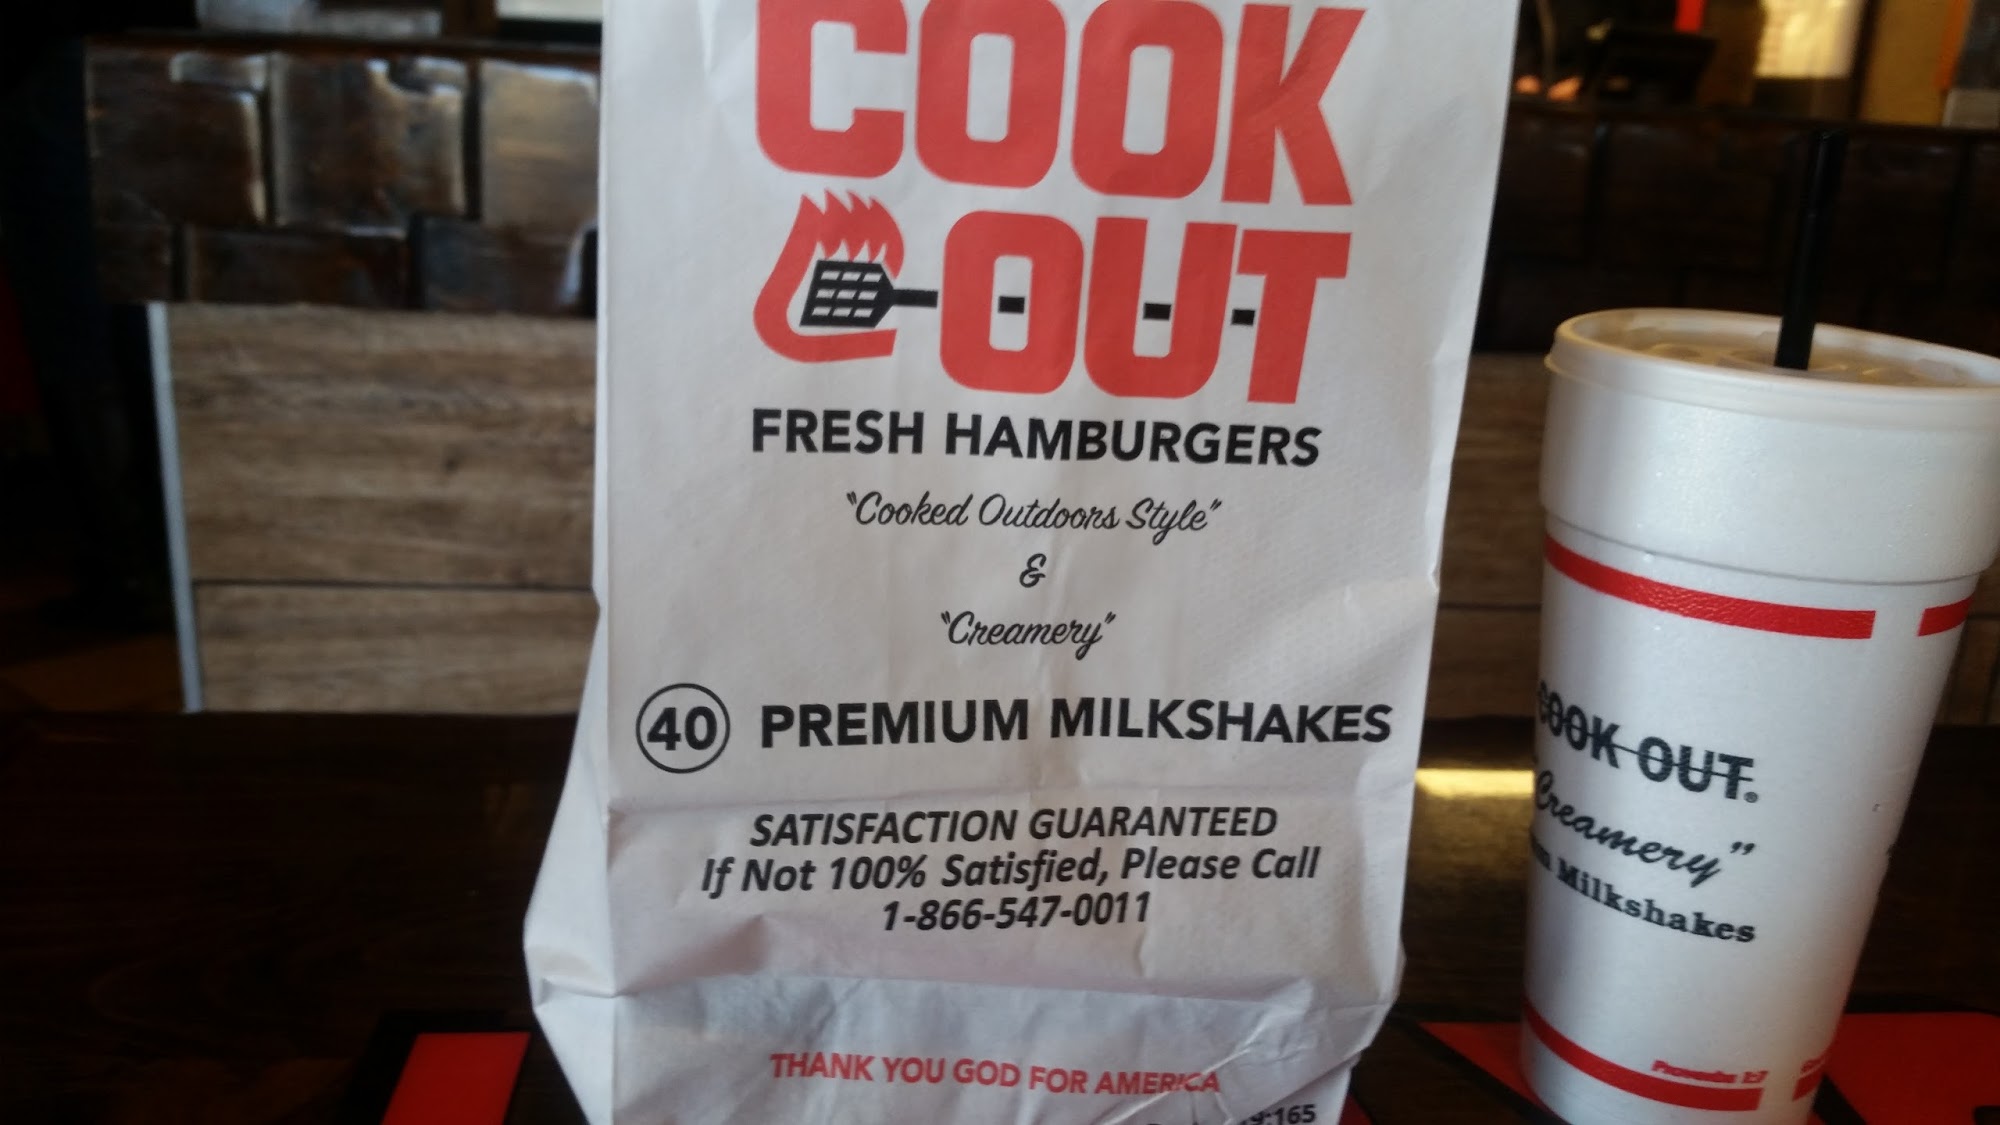 COOK
OUT
FRESH HAMBURGERS
"Cooked Outdoors Style"
&
"Creamery"
40 PREMIUM MILKSHAKES
SATISFACTION GUARANTEED
If Not 100% Satisfied, Please Call
1-866-547-0011
THANK YOU GOD FOR AMERICA
COOK OUT.®
"Creamery"
Milkshakes